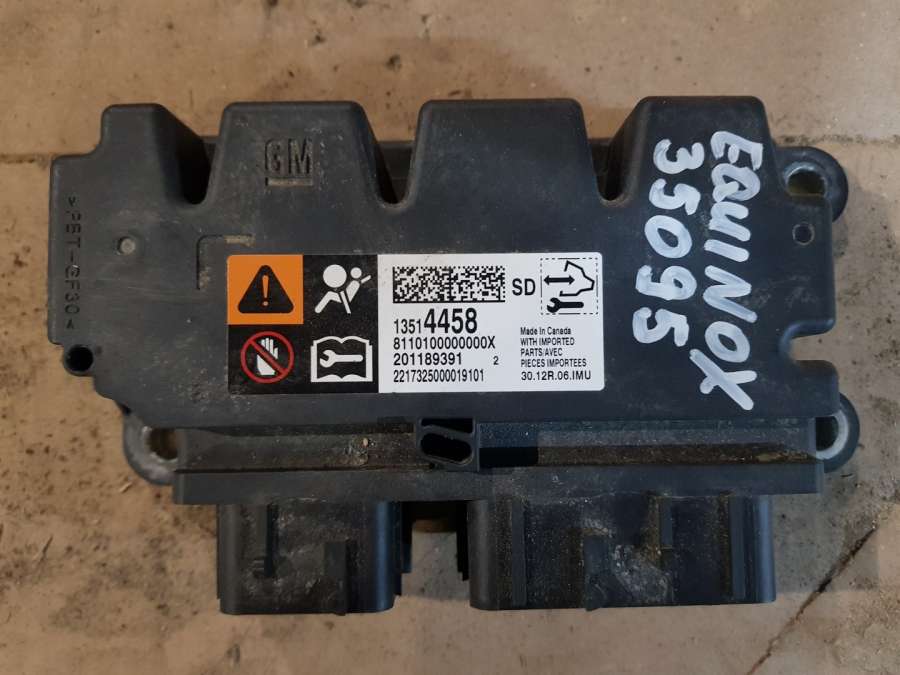 GM
>PBT-GF30<
SD
13514458
8110100000000X
201189391 2
2217325000019101
Made In Canada
WITH IMPORTED
PARTS/AVEC
PIECES IMPORTEES
30.12R.06.IMU
EQUINOX
35095